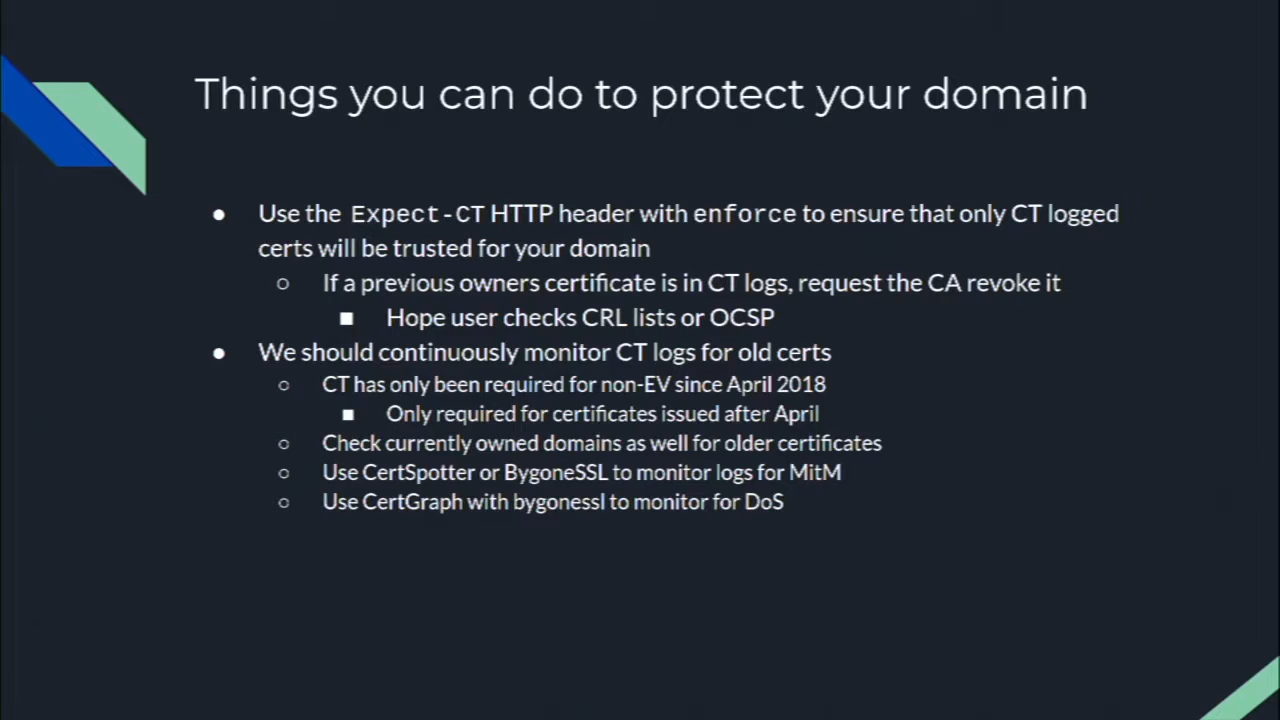 Things you can do to protect your domain
● Use the Expect-CT HTTP header with enforce to ensure that only CT logged
certs will be trusted for your domain
○ If a previous owners certificate is in CT logs, request the CA revoke it
■ Hope user checks CRL lists or OCSP
● We should continuously monitor CT logs for old certs
○ CT has only been required for non-EV since April 2018
■ Only required for certificates issued after April
○ Check currently owned domains as well for older certificates
○ Use CertSpotter or BygoneSSL to monitor logs for MitM
○ Use CertGraph with bygonessl to monitor for DoS